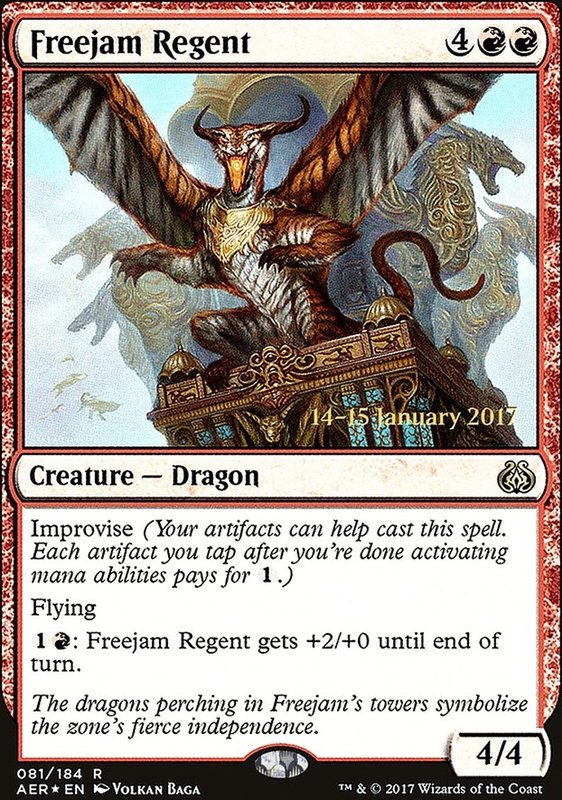 Freejam Regent 4
14-15 January 2017
Creature — Dragon
Improvise (Your artifacts can help cast this spell.
Each artifact you tap after you're done activating
mana abilities pays for 1.)
Flying
1 : Freejam Regent gets +2/+0 until end of
turn.
The dragons perching in Freejam's towers symbolize
the zone's fierce independence.
4/4
081/184 R
AER★EN Volkan Baga
™ & © 2017 Wizards of the Coast